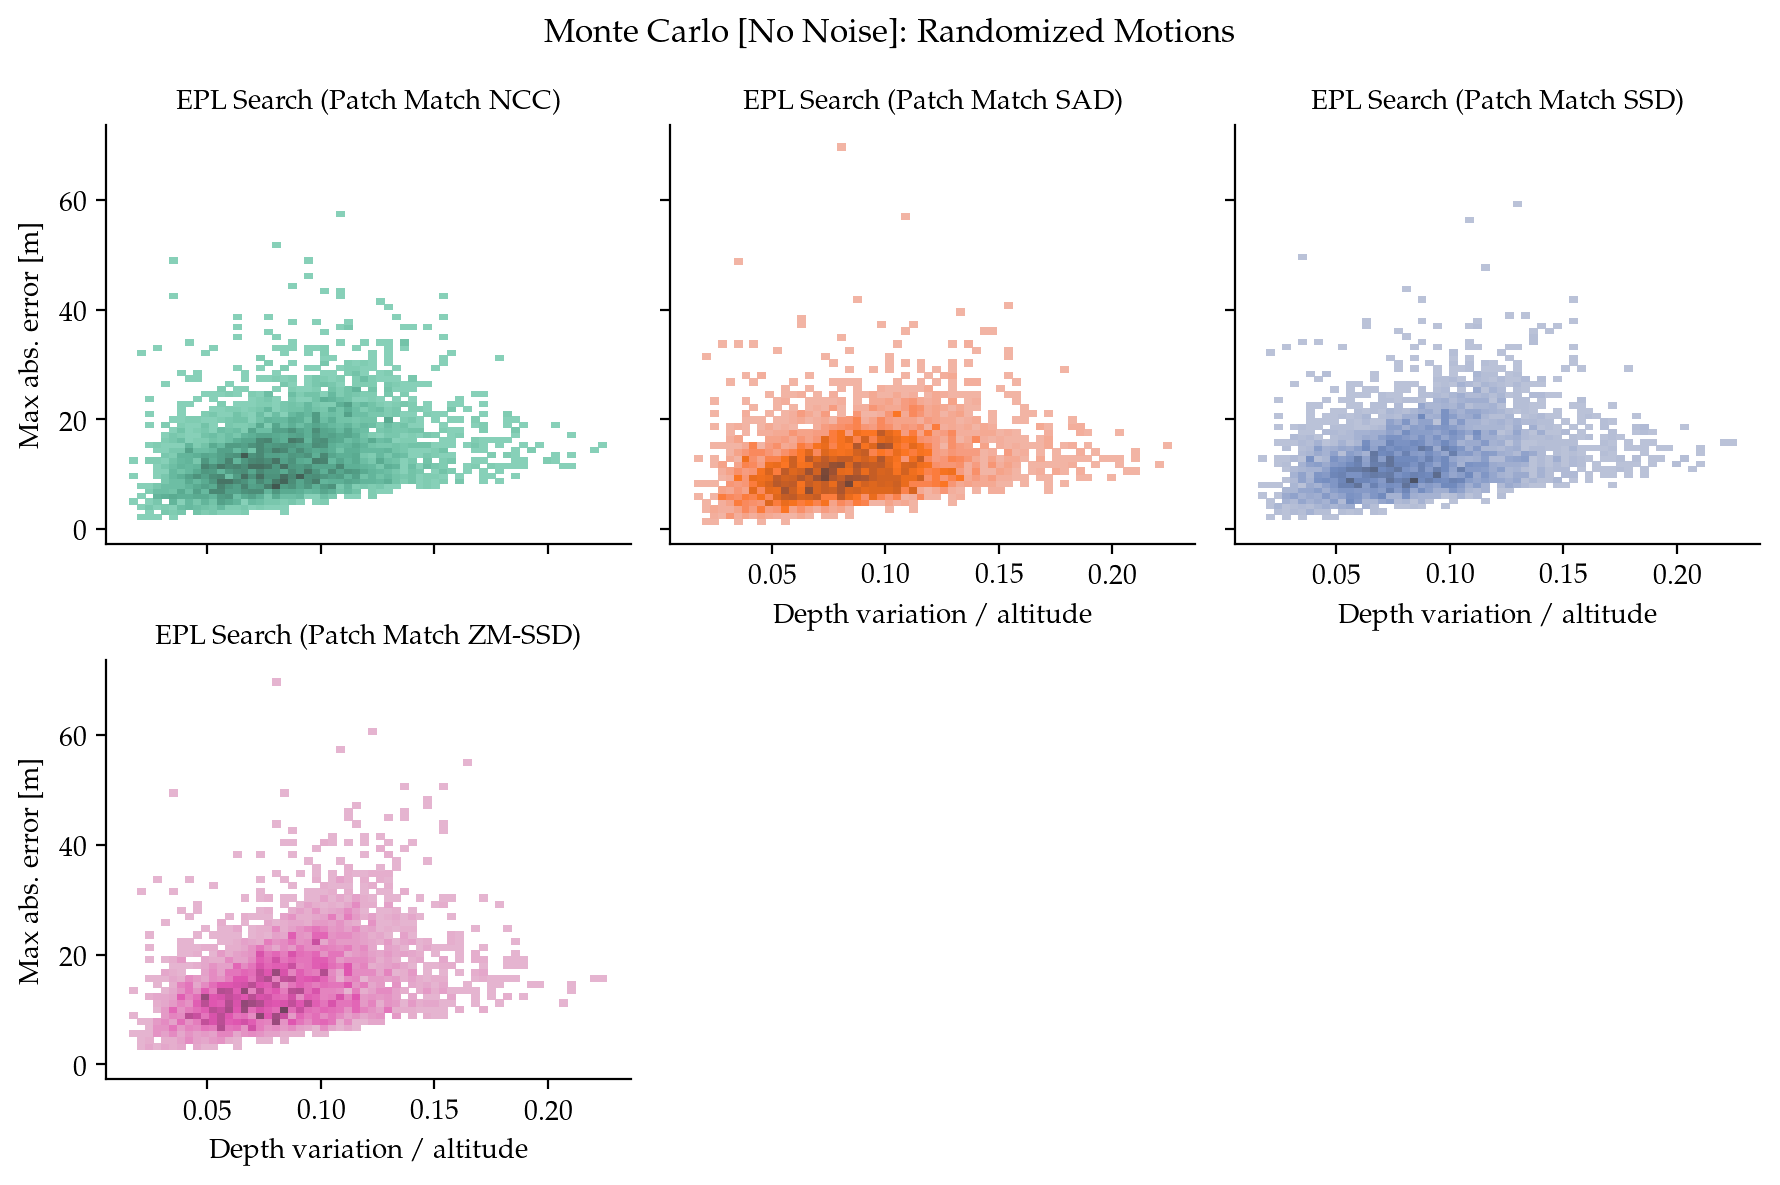 Monte Carlo [No Noise]: Randomized Motions
EPL Search (Patch Match NCC)
EPL Search (Patch Match SAD)
EPL Search (Patch Match SSD)
Max abs. error [m]
60
40
20
0
0.05 0.10 0.15 0.20
Depth variation / altitude
0.05 0.10 0.15 0.20
Depth variation / altitude
EPL Search (Patch Match ZM-SSD)
Max abs. error [m]
60
40
20
0
0.05 0.10 0.15 0.20
Depth variation / altitude